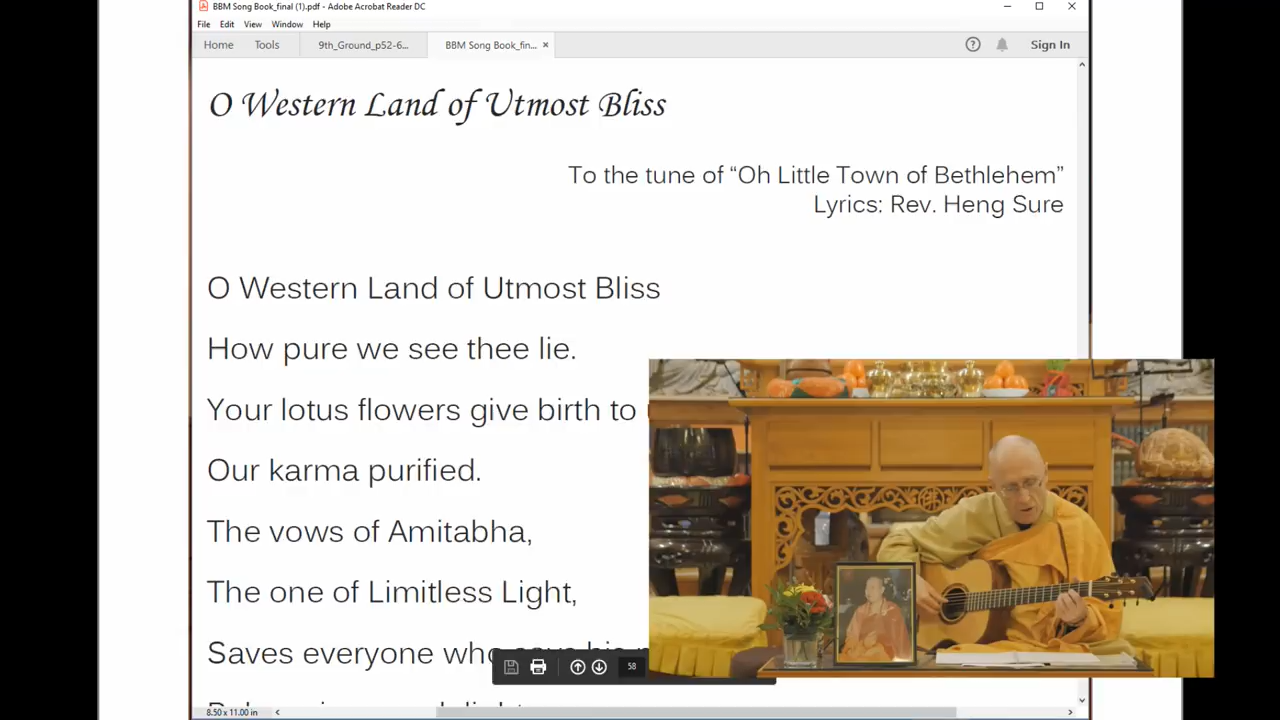 BBM Song Book_final (1).pdf - Adobe Acrobat Reader DC
File Edit View Window Help
Home Tools 9th_Ground_p52-6... BBM Song Book_fin... × Sign In
O Western Land of Utmost Bliss
To the tune of “Oh Little Town of Bethlehem”
Lyrics: Rev. Heng Sure
O Western Land of Utmost Bliss
How pure we see thee lie.
Your lotus flowers give birth to
Our karma purified.
The vows of Amitabha,
The one of Limitless Light,
Saves everyone who says his
58
8.50 x 11.00 in